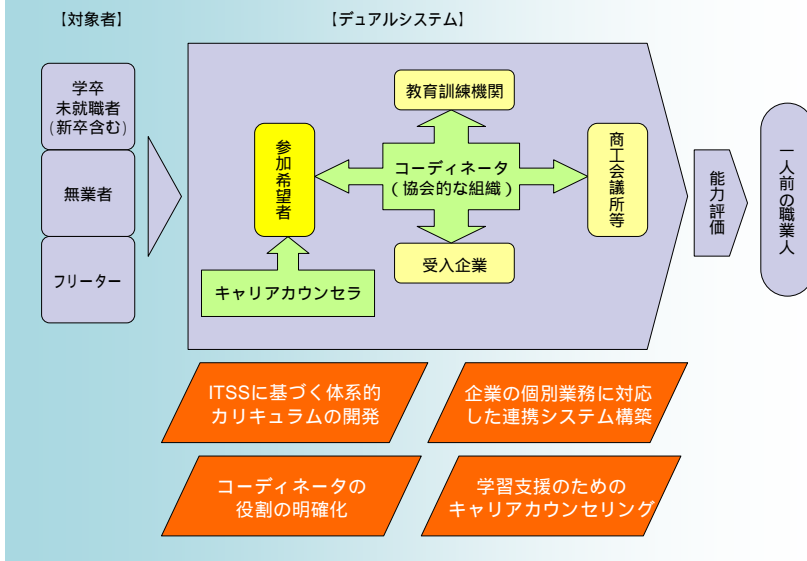 【対象者】
【デュアルシステム】
学卒
未就職者
(新卒含む)
無業者
フリーター
教育訓練機関
参加希望者
コーディネータ
(協会的な組織)
商工会議所等
受入企業
キャリアカウンセラ
能力評価
一人前の職業人
ITSSに基づく体系的
カリキュラムの開発
企業の個別業務に対応
した連携システム構築
コーディネータの
役割の明確化
学習支援のための
キャリアカウンセリング